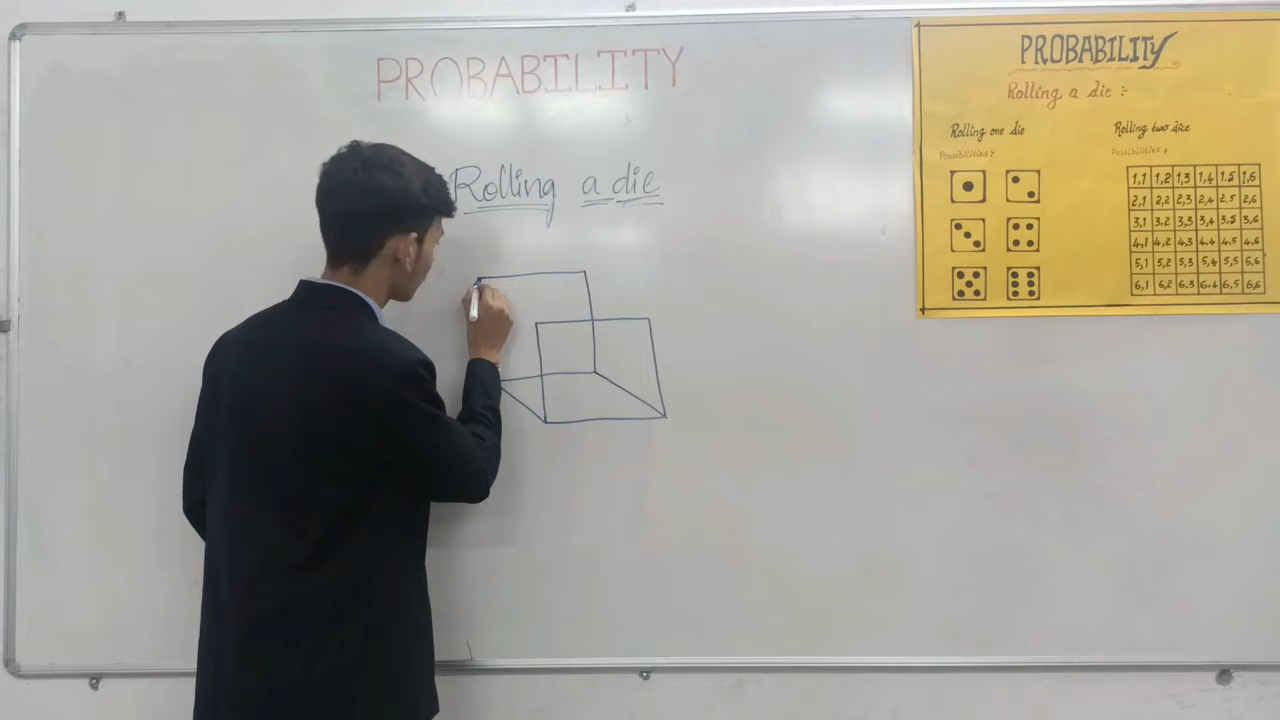 PROBABILITY
Rolling a die
PROBABILITY
Rolling a die :-
Rolling one die
Possibilities :
Rolling two dice
Possibilities :
1,1 1,2 1,3 1,4 1,5 1,6
2,1 2,2 2,3 2,4 2,5 2,6
3,1 3,2 3,3 3,4 3,5 3,6
4,1 4,2 4,3 4,4 4,5 4,6
5,1 5,2 5,3 5,4 5,5 5,6
6,1 6,2 6,3 6,4 6,5 6,6